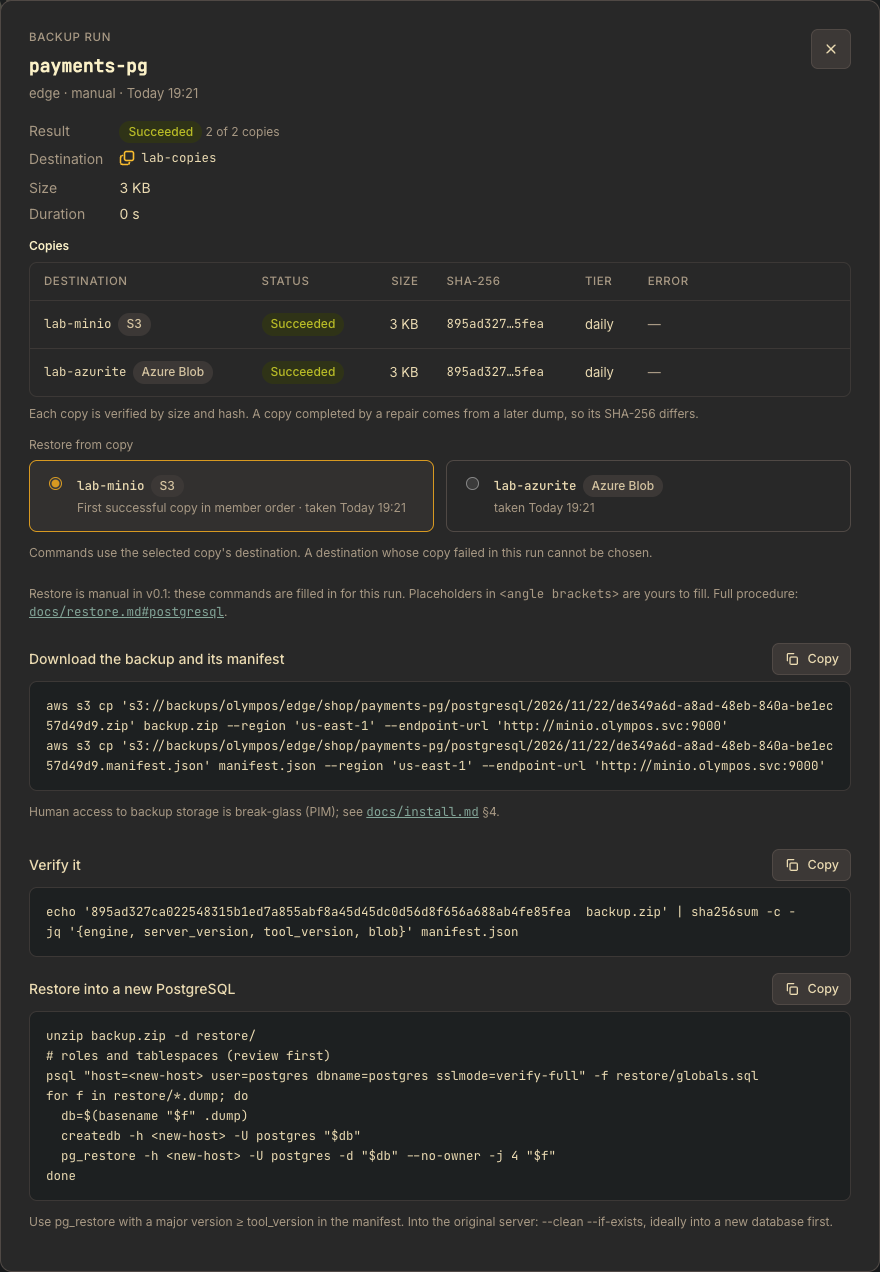 BACKUP RUN
payments-pg
edge · manual · Today 19:21
Result Succeeded 2 of 2 copies
Destination lab-copies
Size 3 KB
Duration 0 s
Copies
DESTINATION STATUS SIZE SHA-256 TIER ERROR
lab-minio S3 Succeeded 3 KB 895ad327…5fea daily —
lab-azurite Azure Blob Succeeded 3 KB 895ad327…5fea daily —
Each copy is verified by size and hash. A copy completed by a repair comes from a later dump, so its SHA-256 differs.
Restore from copy
lab-minio S3
First successful copy in member order · taken Today 19:21
lab-azurite Azure Blob
taken Today 19:21
Commands use the selected copy's destination. A destination whose copy failed in this run cannot be chosen.
Restore is manual in v0.1: these commands are filled in for this run. Placeholders in <angle brackets> are yours to fill. Full procedure:
docs/restore.md#postgresql.
Download the backup and its manifest Copy
aws s3 cp 's3://backups/olympos/edge/shop/payments-pg/postgresql/2026/11/22/de349a6d-a8ad-48eb-840a-be1ec
57d49d9.zip' backup.zip --region 'us-east-1' --endpoint-url 'http://minio.olympos.svc:9000'
aws s3 cp 's3://backups/olympos/edge/shop/payments-pg/postgresql/2026/11/22/de349a6d-a8ad-48eb-840a-be1ec
57d49d9.manifest.json' manifest.json --region 'us-east-1' --endpoint-url 'http://minio.olympos.svc:9000'
Human access to backup storage is break-glass (PIM); see docs/install.md §4.
Verify it Copy
echo '895ad327ca022548315b1ed7a855abf8a45d45dc0d56d8f656a688ab4fe85fea  backup.zip' | sha256sum -c -
jq '{engine, server_version, tool_version, blob}' manifest.json
Restore into a new PostgreSQL Copy
unzip backup.zip -d restore/
# roles and tablespaces (review first)
psql "host=<new-host> user=postgres dbname=postgres sslmode=verify-full" -f restore/globals.sql
for f in restore/*.dump; do
  db=$(basename "$f" .dump)
  createdb -h <new-host> -U postgres "$db"
  pg_restore -h <new-host> -U postgres -d "$db" --no-owner -j 4 "$f"
done
Use pg_restore with a major version ≥ tool_version in the manifest. Into the original server: --clean --if-exists, ideally into a new database first.